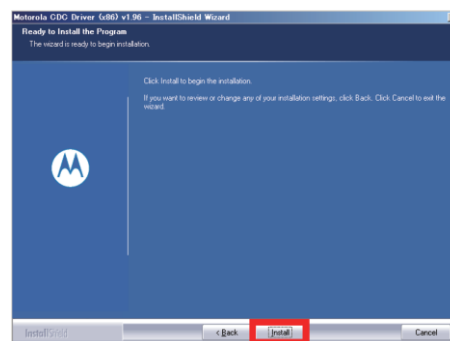 Motorola CDC Driver (x86) v1.96 - InstallShield Wizard
Ready to Install the Program
The wizard is ready to begin installation.
Click Install to begin the installation.
If you want to review or change any of your installation settings, click Back. Click Cancel to exit the
wizard.
InstallShield
< Back
Install
Cancel